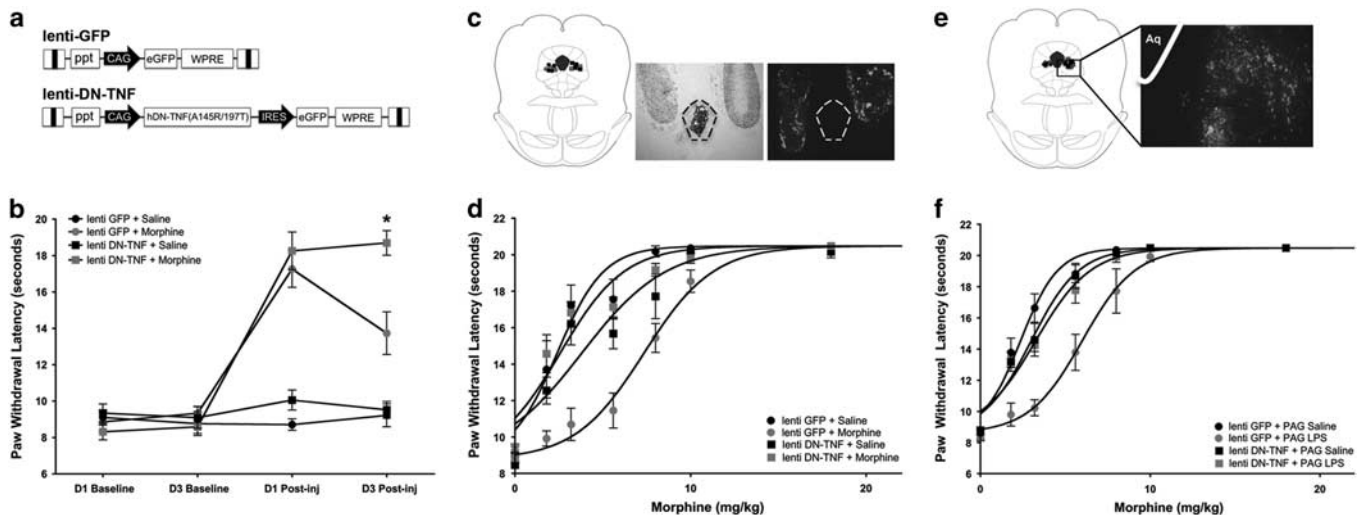 a
lenti-GFP
ppt CAG eGFP WPRE
lenti-DN-TNF
ppt CAG hDN-TNF(A145R/197T) IRES eGFP WPRE
b
lenti GFP + Saline
lenti GFP + Morphine
lenti DN-TNF + Saline
lenti DN-TNF + Morphine
*
Paw Withdrawal Latency (seconds)
20
18
16
14
12
10
8
6
D1 Baseline D3 Baseline D1 Post-inj D3 Post-inj
c
d
Paw Withdrawal Latency (seconds)
22
20
18
16
14
12
10
8
6
lenti GFP + Saline
lenti GFP + Morphine
lenti DN-TNF + Saline
lenti DN-TNF + Morphine
0 10 20
Morphine (mg/kg)
e
Aq
f
Paw Withdrawal Latency (seconds)
22
20
18
16
14
12
10
8
6
lenti GFP + PAG Saline
lenti GFP + PAG LPS
lenti DN-TNF + PAG Saline
lenti DN-TNF + PAG LPS
0 10 20
Morphine (mg/kg)